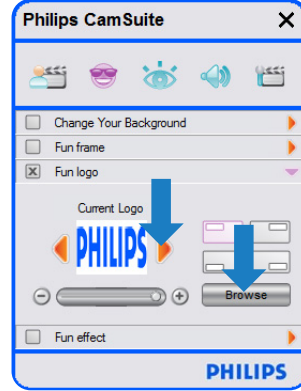 Philips CamSuite
Change Your Background
Fun frame
Fun logo
Current Logo
PHILIPS
Browse
Fun effect
PHILIPS